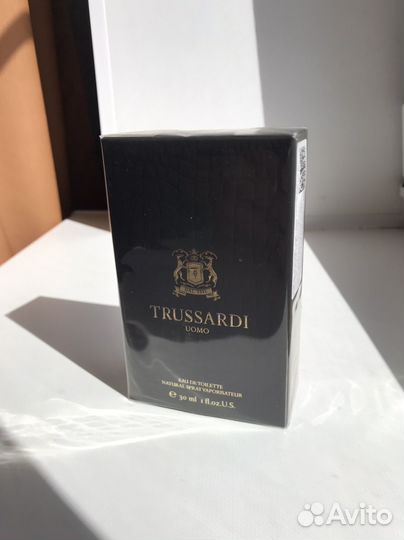 TRUSSARDI
UOMO
EAU DE TOILETTE
NATURAL SPRAY VAPORISATEUR
e 30 ml 1 fl.oz.U.S.
Avito